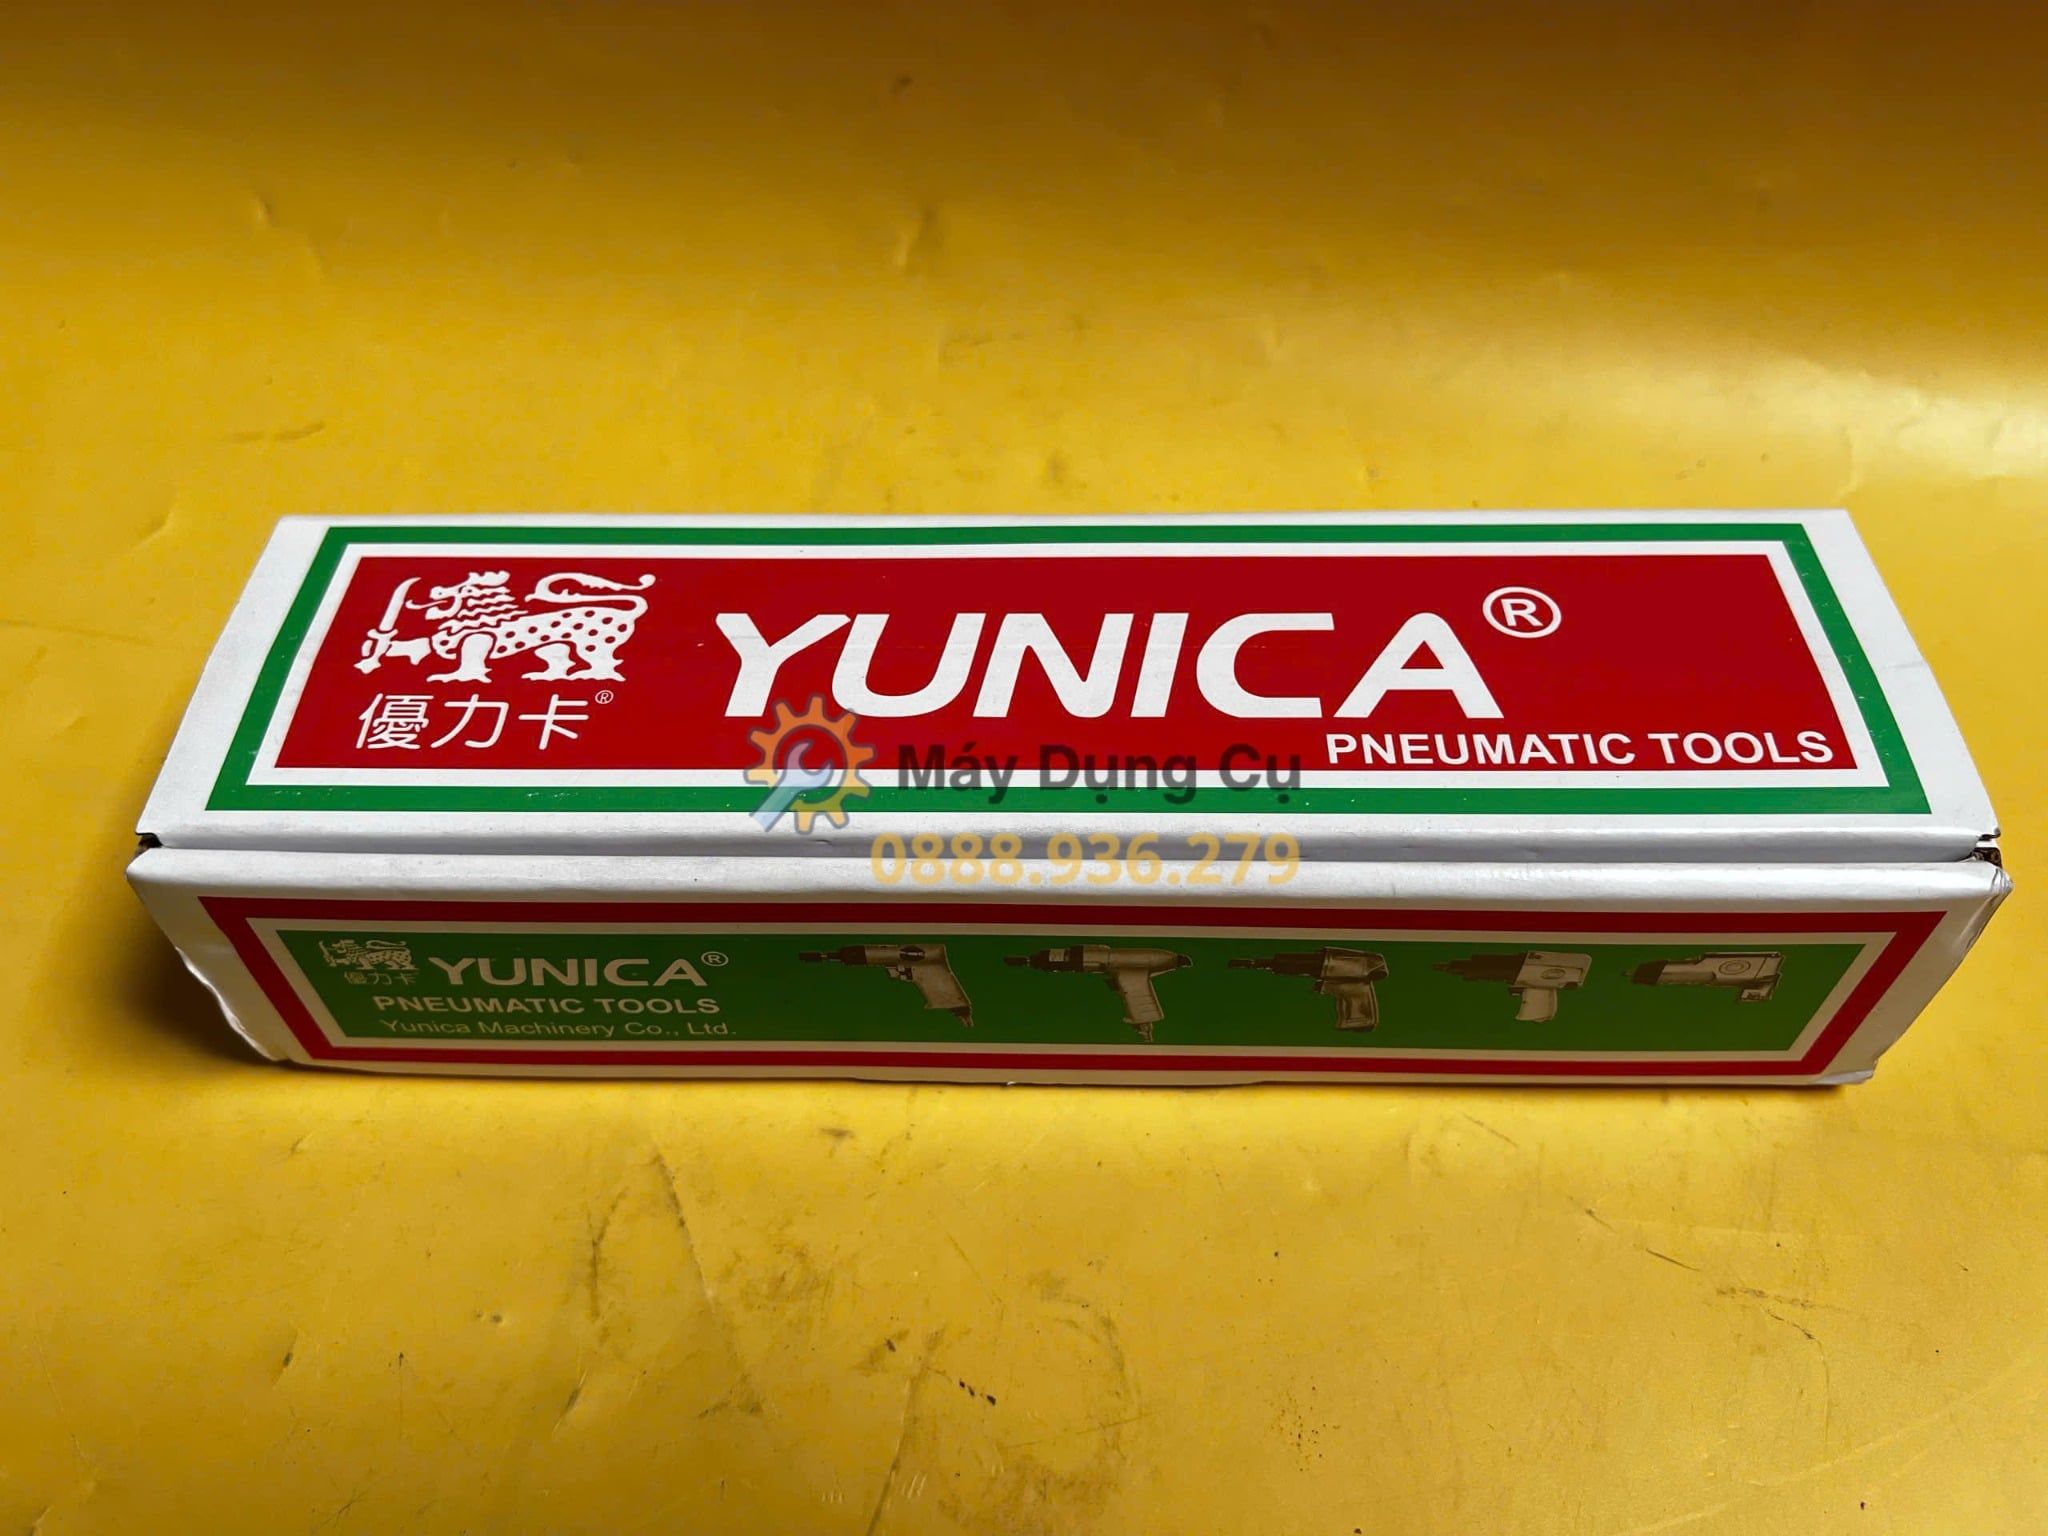 YUNICA®
優力卡®
PNEUMATIC TOOLS
Máy Dụng Cụ
0888.936.279
YUNICA®
優力卡
PNEUMATIC TOOLS
Yunica Machinery Co., Ltd.